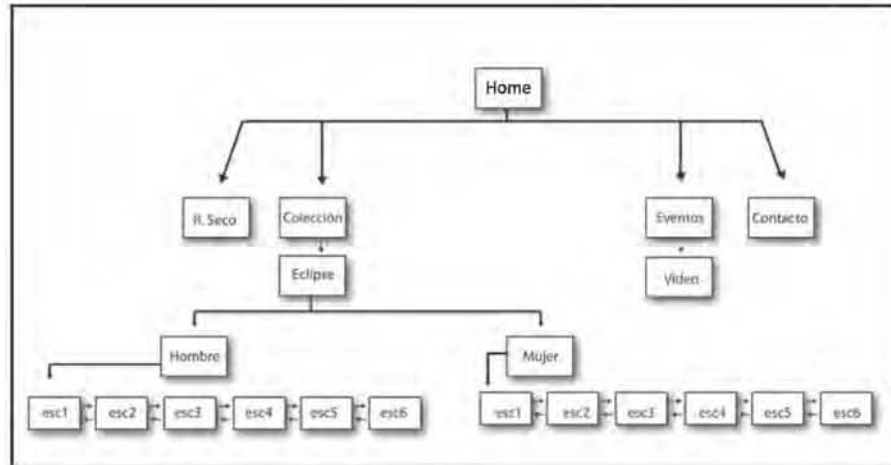 Home
R. Seco
Colección
Eventos
Contacto
Eclipse
Video
Hombre
Mujer
esc1
esc2
esc3
esc4
esc5
esc6
esc1
esc2
esc3
esc4
esc5
esc6